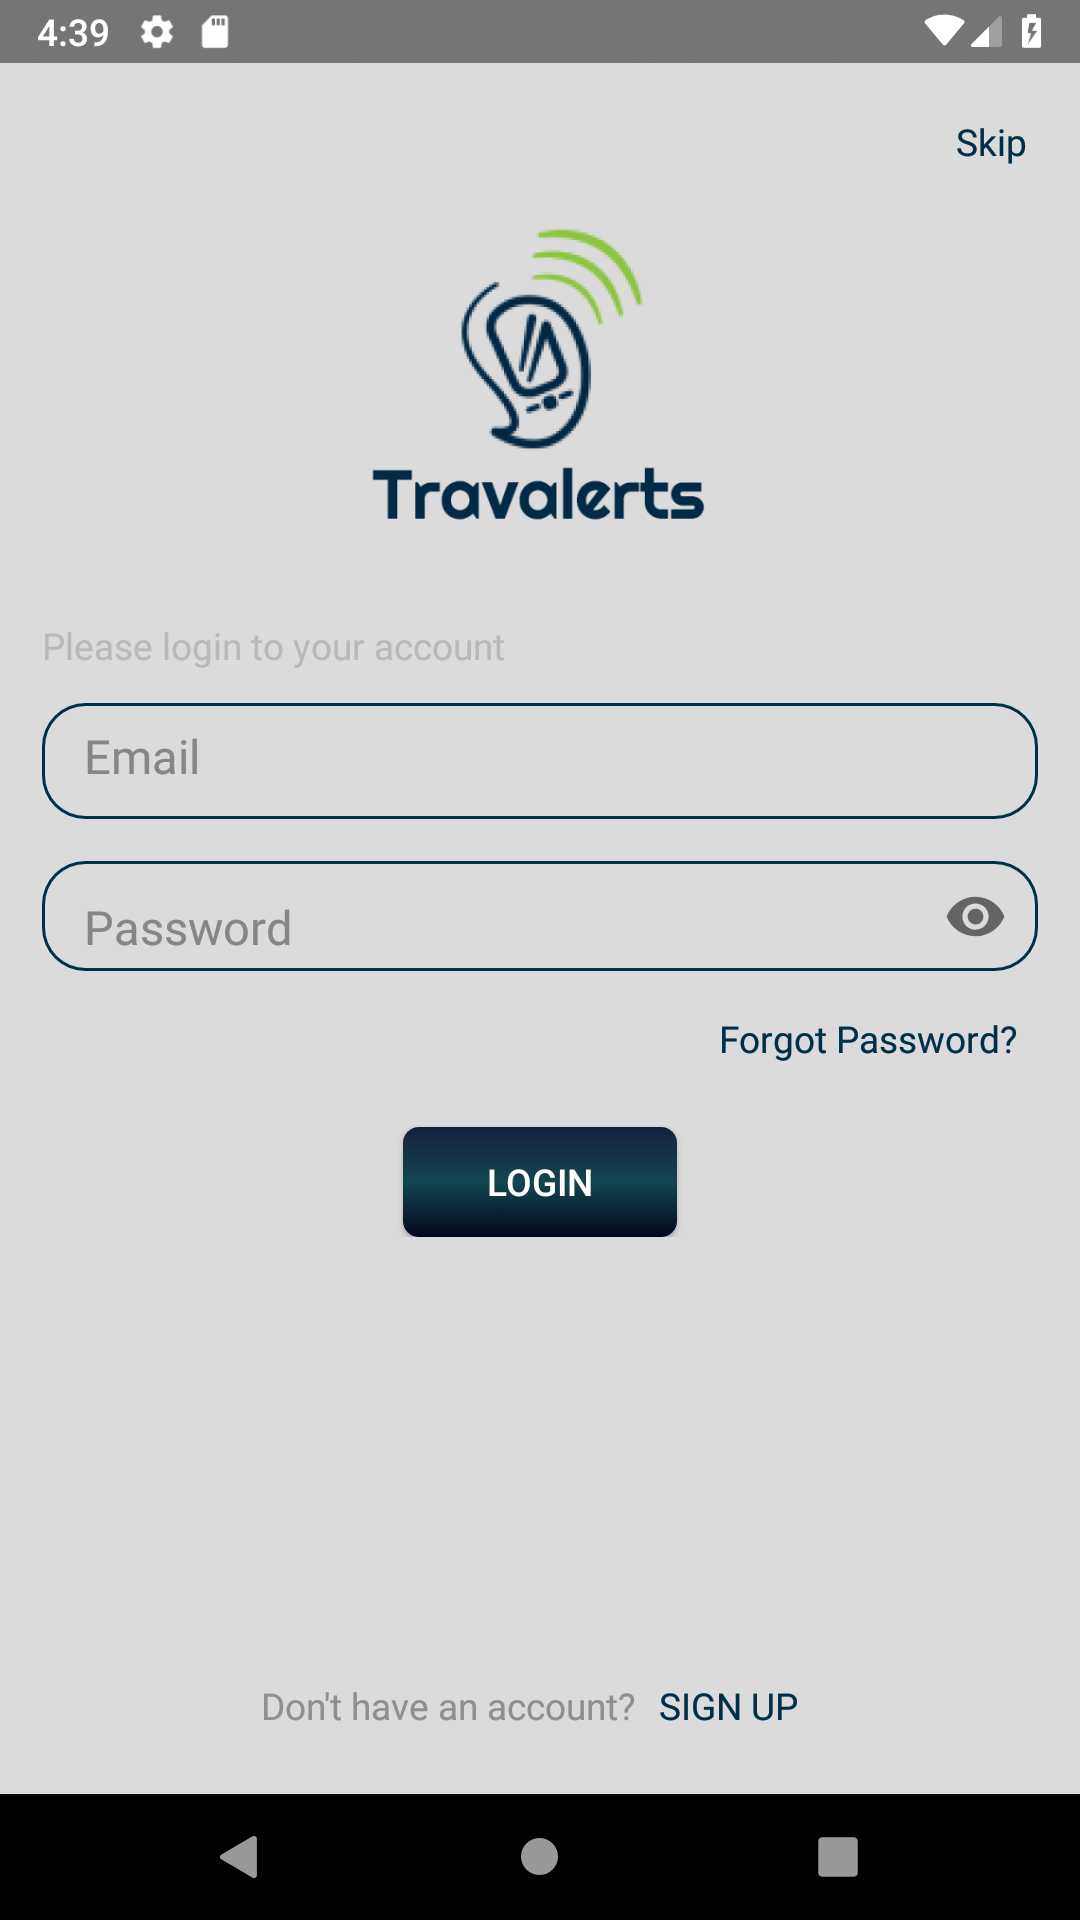 4:39
Skip
Travalerts
Please login to your account
Email
Password
Forgot Password?
LOGIN
Don't have an account? SIGN UP